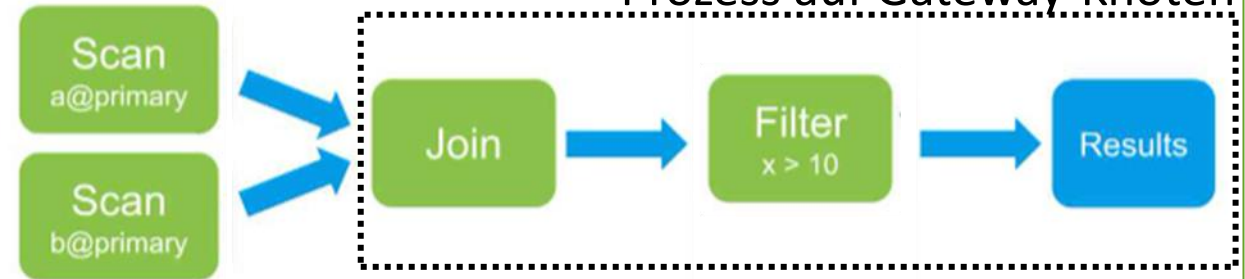 Prozess auf Gateway-Knoten
Scan
a@primary
Scan
b@primary
Join
Filter
x > 10
Results